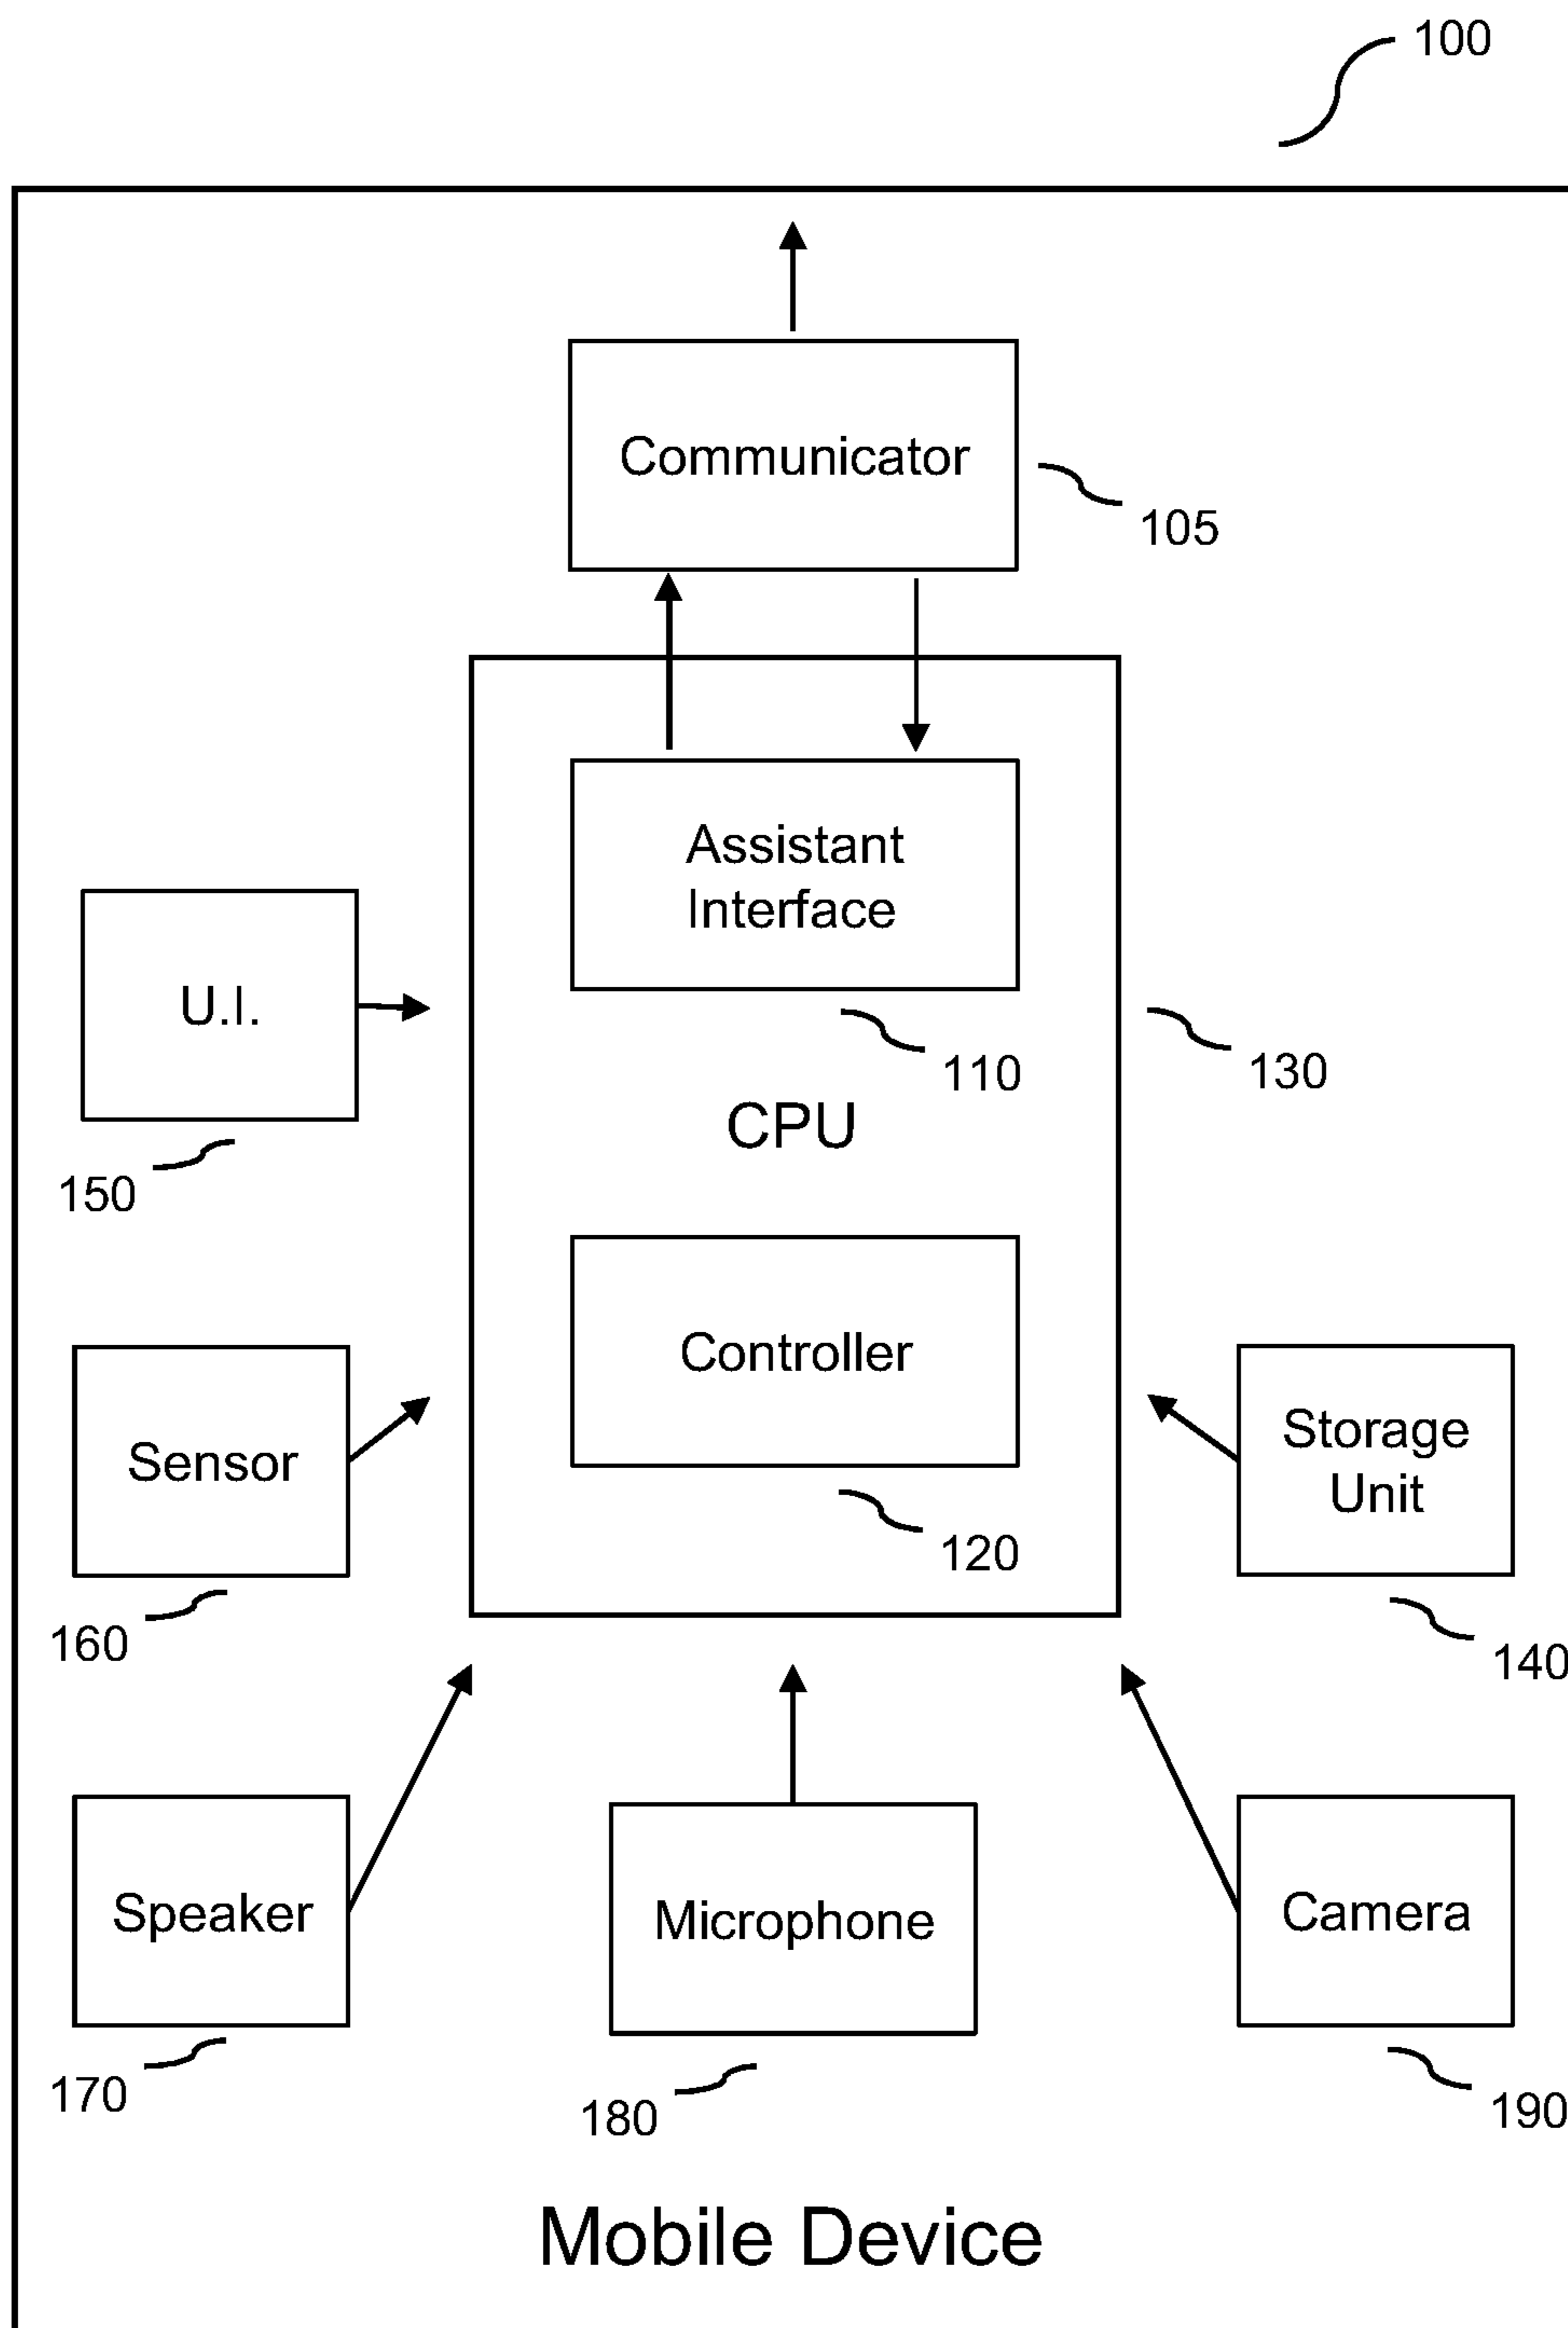 100
Communicator
105
Assistant
Interface
U.I.
110
130
CPU
150
Controller
Sensor
Storage
Unit
120
160
140
Speaker
Microphone
Camera
170
180
190
Mobile Device